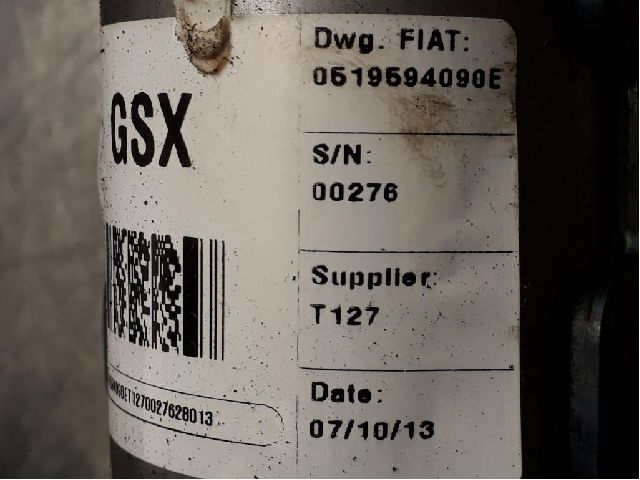 GSX
Dwg. FIAT:
0519594090E
S/N:
00276
Supplier:
T127
Date:
07/10/13